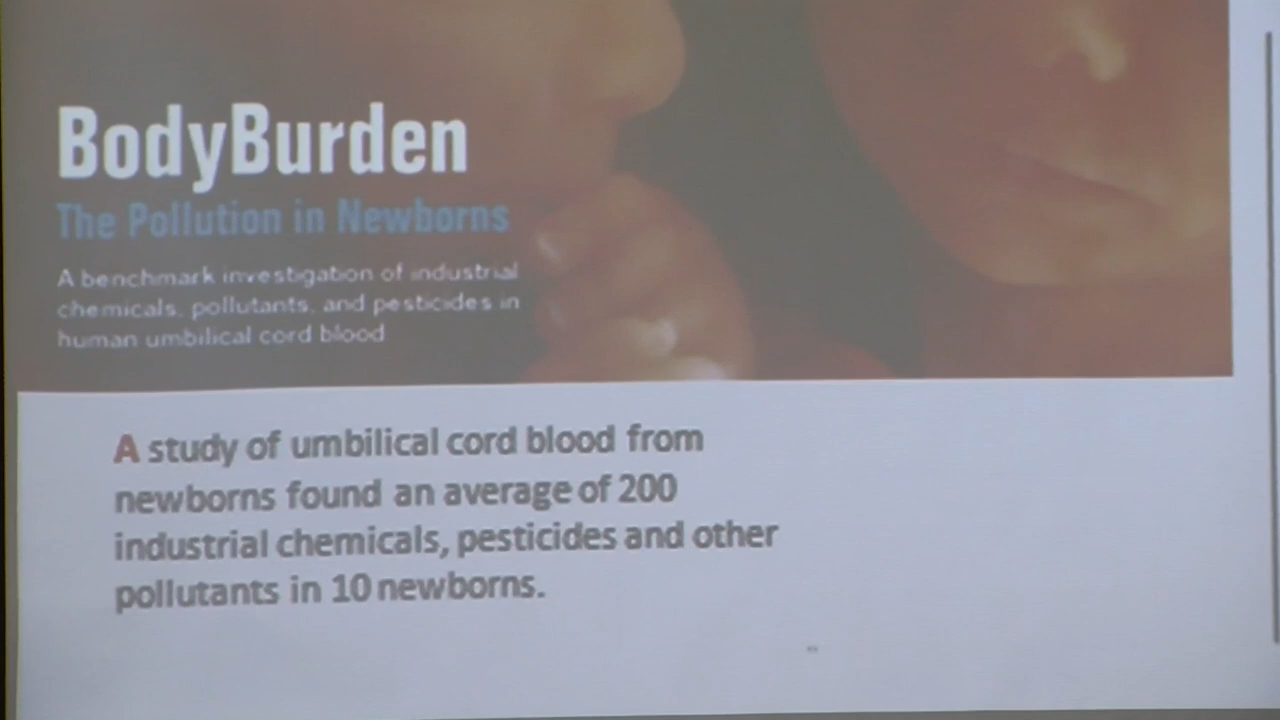 BodyBurden
The Pollution in Newborns
A benchmark investigation of industrial
chemicals, pollutants, and pesticides in
human umbilical cord blood
A study of umbilical cord blood from
newborns found an average of 200
industrial chemicals, pesticides and other
pollutants in 10 newborns.